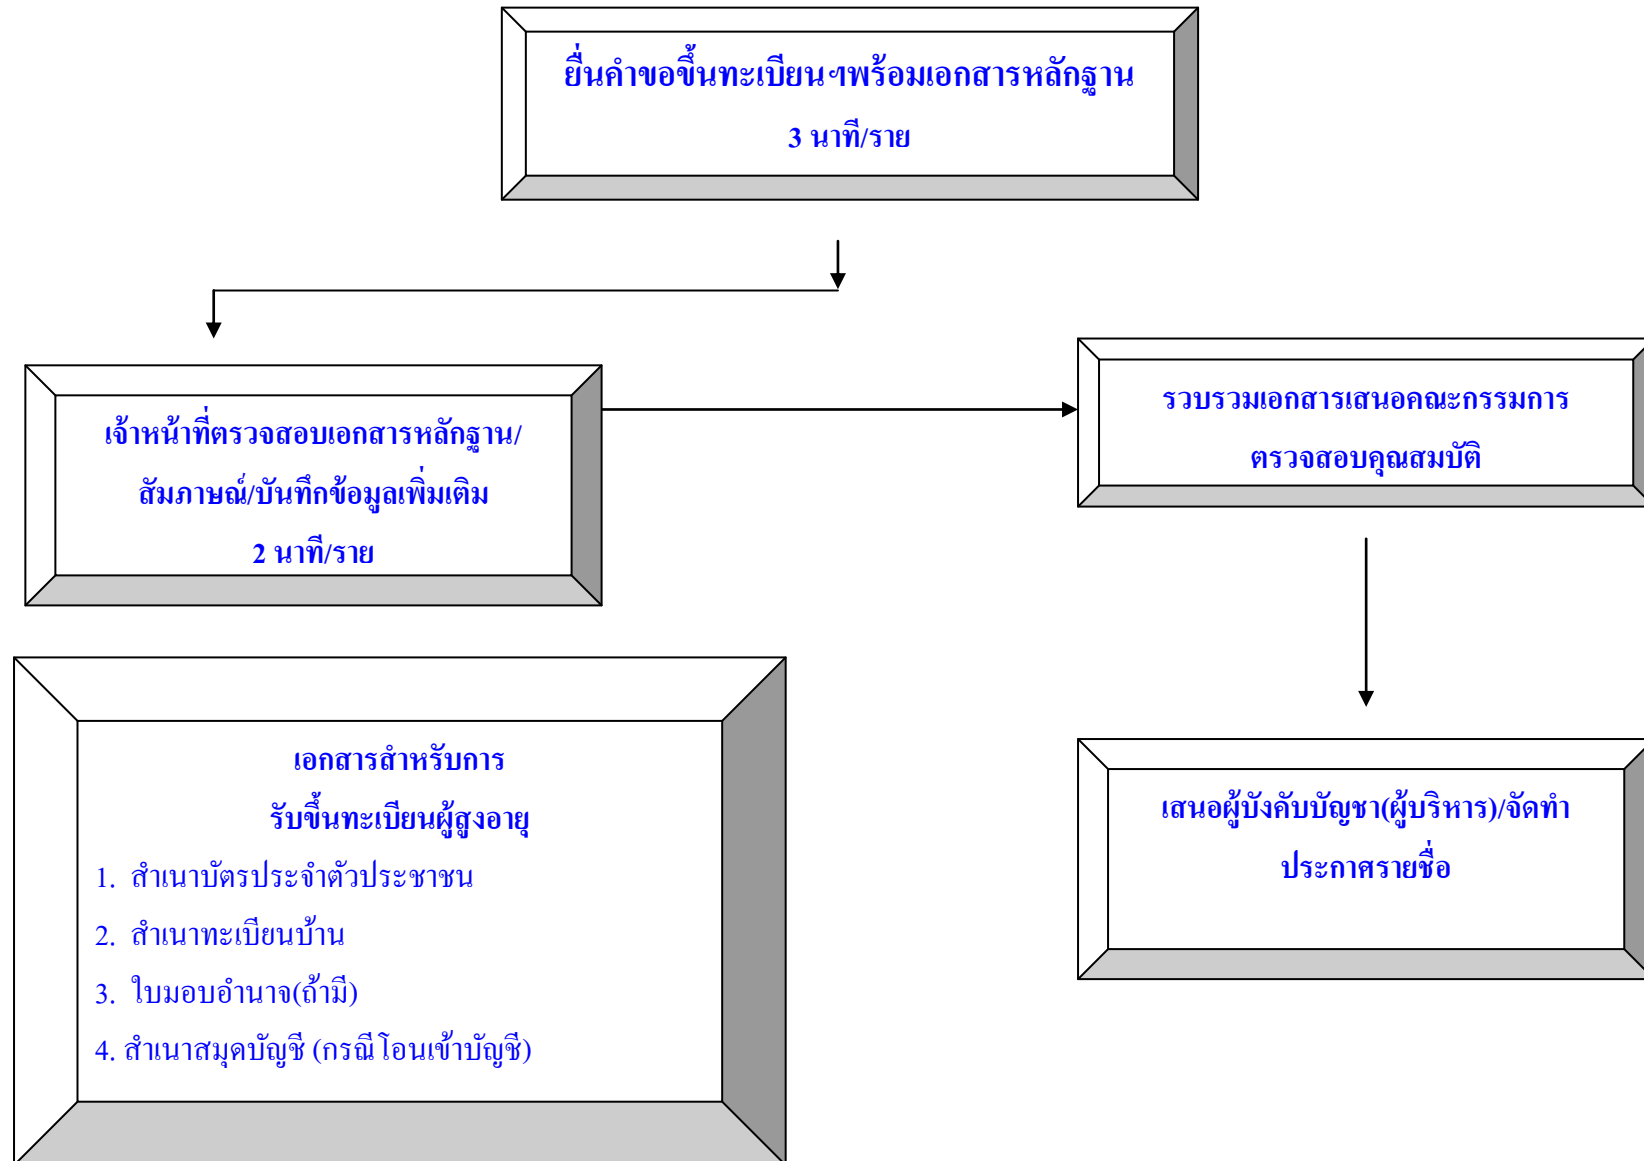 ยื่นคำขอขึ้นทะเบียนฯพร้อมเอกสารหลักฐาน
3 นาที/ราย
เจ้าหน้าที่ตรวจสอบเอกสารหลักฐาน/
สัมภาษณ์/บันทึกข้อมูลเพิ่มเติม
2 นาที/ราย
รวบรวมเอกสารเสนอคณะกรรมการ
ตรวจสอบคุณสมบัติ
เสนอผู้บังคับบัญชา(ผู้บริหาร)/จัดทำ
ประกาศรายชื่อ
เอกสารสำหรับการ
รับขึ้นทะเบียนผู้สูงอายุ
1. สำเนาบัตรประจำตัวประชาชน
2. สำเนาทะเบียนบ้าน
3. ใบมอบอำนาจ(ถ้ามี)
4. สำเนาสมุดบัญชี (กรณีโอนเข้าบัญชี)